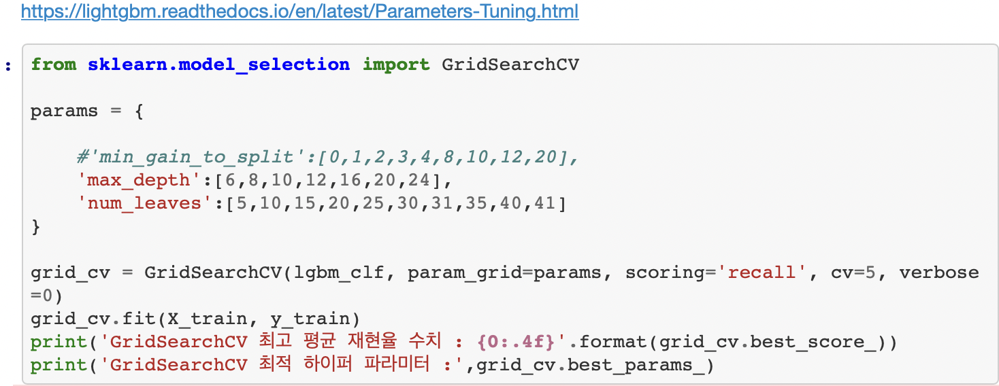 https://lightgbm.readthedocs.io/en/latest/Parameters-Tuning.html
:
from sklearn.model_selection import GridSearchCV
params = {
#'min_gain_to_split':[0,1,2,3,4,8,10,12,20],
'max_depth':[6,8,10,12,16,20,24],
'num_leaves':[5,10,15,20,25,30,31,35,40,41]
}
grid_cv = GridSearchCV(lgbm_clf, param_grid=params, scoring='recall', cv=5, verbose
=0)
grid_cv.fit(X_train, y_train)
print('GridSearchCV 최고 평균 재현율 수치 : {0:.4f}'.format(grid_cv.best_score_))
print('GridSearchCV 최적 하이퍼 파라미터 :',grid_cv.best_params_)